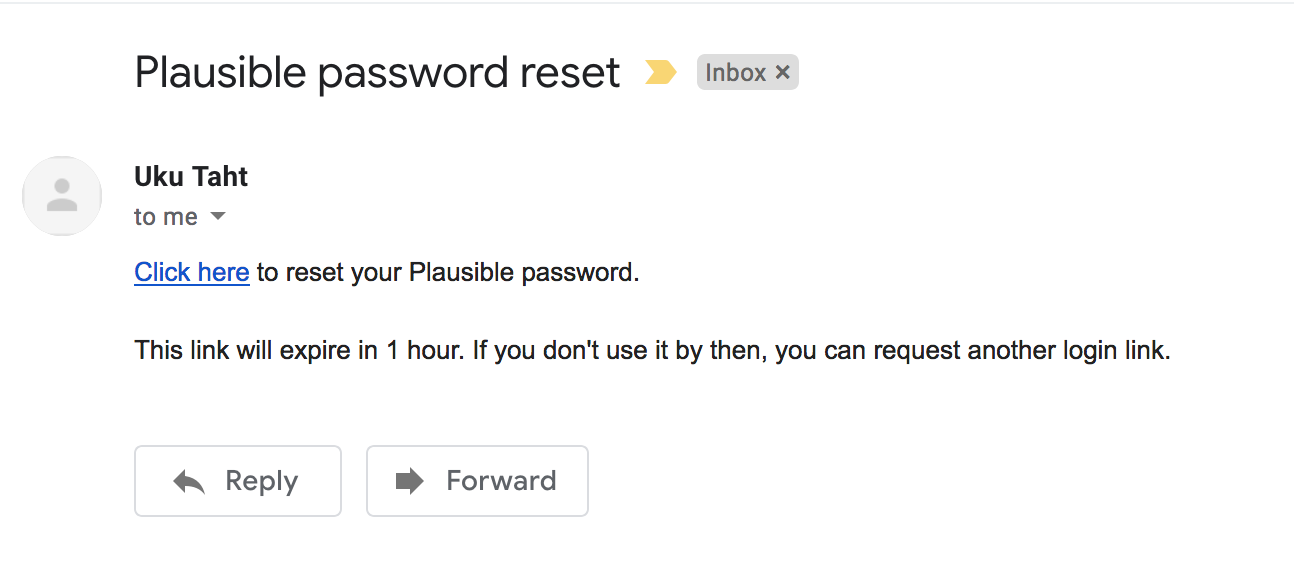 Plausible password reset
Inbox ×
Uku Taht
to me
Click here to reset your Plausible password.
This link will expire in 1 hour. If you don't use it by then, you can request another login link.
Reply
Forward